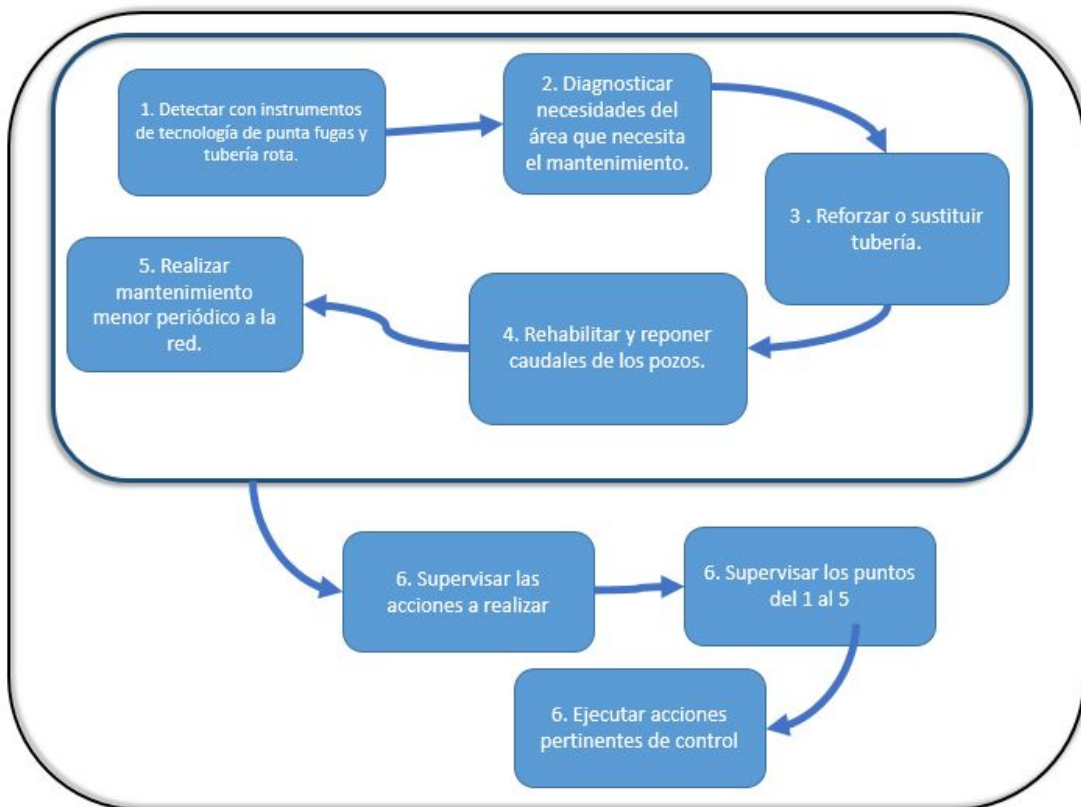 1. Detectar con instrumentos
de tecnología de punta fugas y
tubería rota.
2. Diagnosticar
necesidades del
área que necesita
el mantenimiento.
3 . Reforzar o sustituir
tubería.
4. Rehabilitar y reponer
caudales de los pozos.
5. Realizar
mantenimiento
menor periódico a la
red.
6. Supervisar las
acciones a realizar
6. Supervisar los puntos
del 1 al 5
6. Ejecutar acciones
pertinentes de control